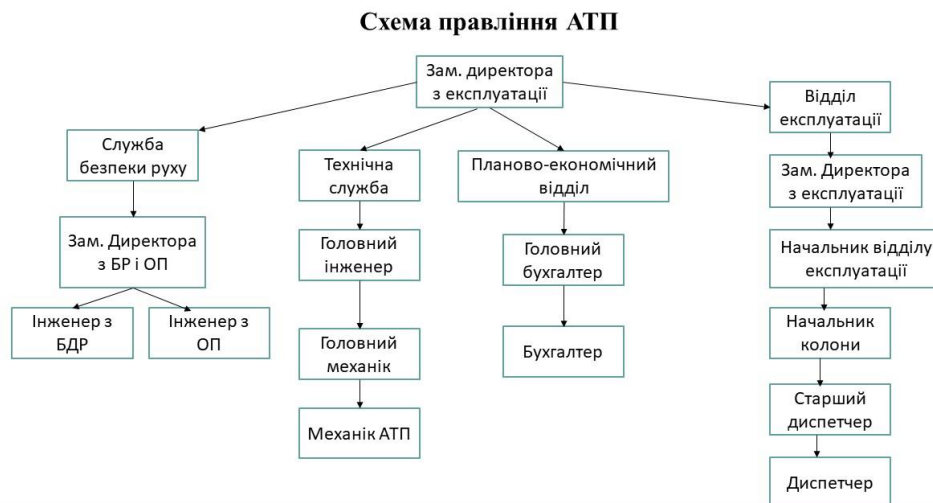 Схема правління АТП
Зам. директора
з експлуатації
Служба
безпеки руху
Технічна
служба
Планово-економічний
відділ
Відділ
експлуатації
Зам. Директора
з БР і ОП
Головний
інженер
Головний
бухгалтер
Зам. Директора
з експлуатації
Начальник відділу
експлуатації
Інженер з
БДР
Інженер з
ОП
Головний
механік
Бухгалтер
Начальник
колони
Механік АТП
Старший
диспетчер
Диспетчер